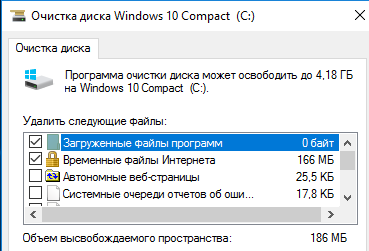 Очистка диска Windows 10 Compact (C:)
Очистка диска
Программа очистки диска может освободить до 4,18 ГБ
на Windows 10 Compact (C:).
Удалить следующие файлы:
Загруженные файлы программ 0 байт
Временные файлы Интернета 166 МБ
Автономные веб-страницы 25,5 КБ
Системные очереди отчетов об оши... 17,8 КБ
Объем высвобождаемого пространства: 186 МБ